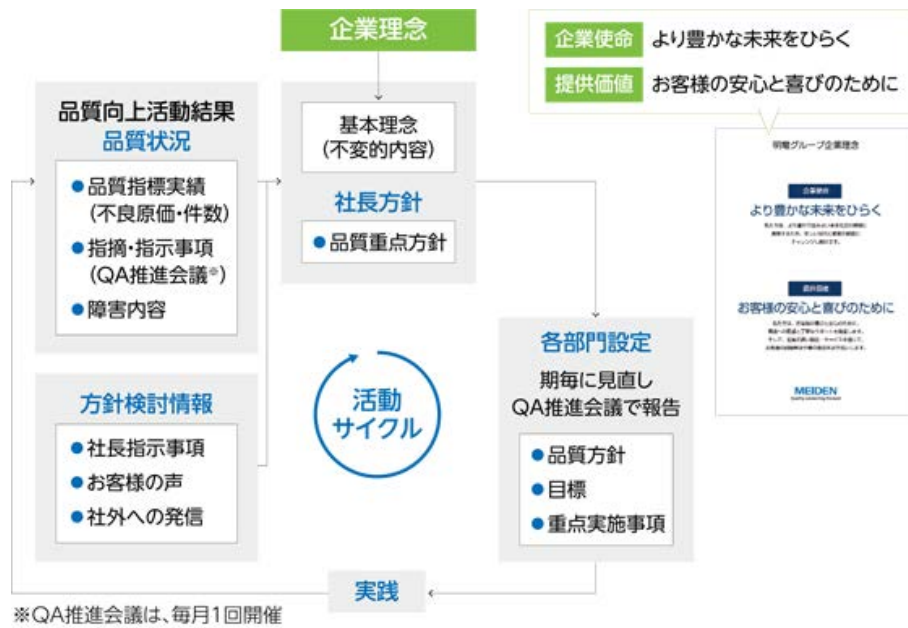 企業理念
企業使命 より豊かな未来をひらく
提供価値 お客様の安心と喜びのために
品質向上活動結果
品質状況
●品質指標実績
(不良原価・件数)
●指摘・指示事項
(QA推進会議※)
●障害内容
基本理念
(不変的内容)
社長方針
●品質重点方針
方針検討情報
●社長指示事項
●お客様の声
●社外への発信
活動
サイクル
各部門設定
期毎に見直し
QA推進会議で報告
●品質方針
●目標
●重点実施事項
実践
※QA推進会議は、毎月1回開催
明電グループ企業理念
企業使命
より豊かな未来をひらく
提供価値
お客様の安心と喜びのために
MEIDEN